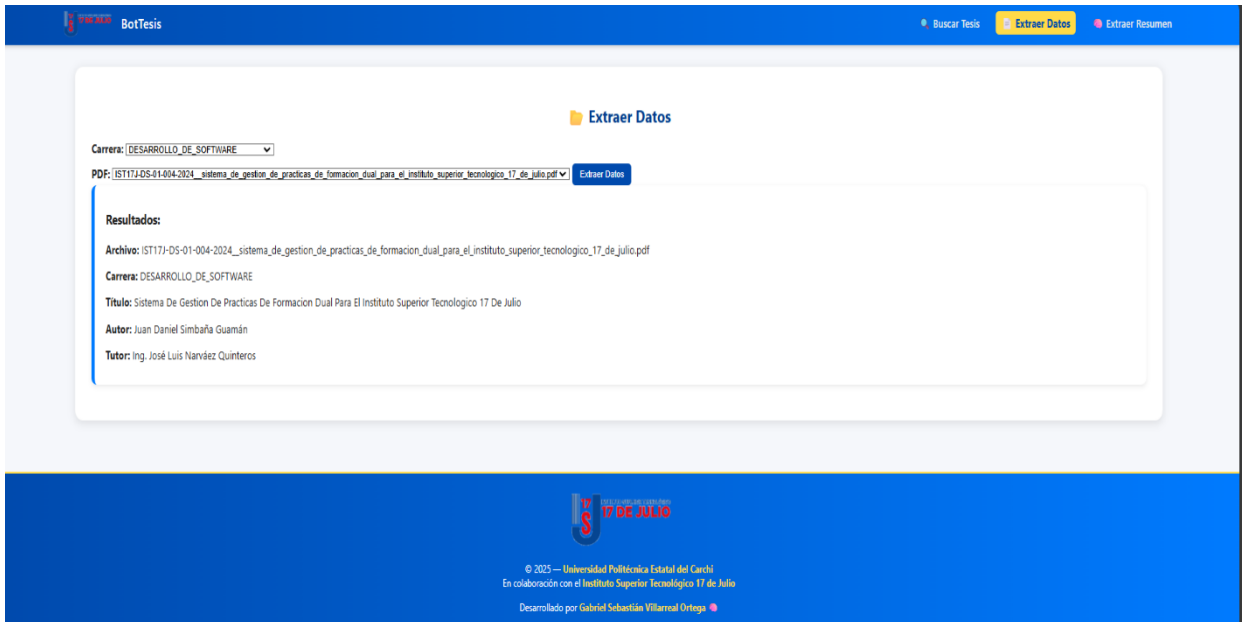 BotTesis
Buscar Tesis
Extraer Datos
Extraer Resumen
Extraer Datos
Carrera: DESARROLLO_DE_SOFTWARE
PDF: IST17J-DS-01-004-2024__sistema_de_gestion_de_practicas_de_formacion_dual_para_el_instituto_superior_tecnologico_17_de_julio.pdf Extraer Datos
Resultados:
Archivo: IST17J-DS-01-004-2024__sistema_de_gestion_de_practicas_de_formacion_dual_para_el_instituto_superior_tecnologico_17_de_julio.pdf
Carrera: DESARROLLO_DE_SOFTWARE
Título: Sistema De Gestion De Practicas De Formacion Dual Para El Instituto Superior Tecnologico 17 De Julio
Autor: Juan Daniel Simbaña Guamán
Tutor: Ing. José Luis Narváez Quinteros
17 DE JULIO
© 2025 — Universidad Politécnica Estatal del Carchi
En colaboración con el Instituto Superior Tecnológico 17 de Julio
Desarrollado por Gabriel Sebastián Villarreal Ortega